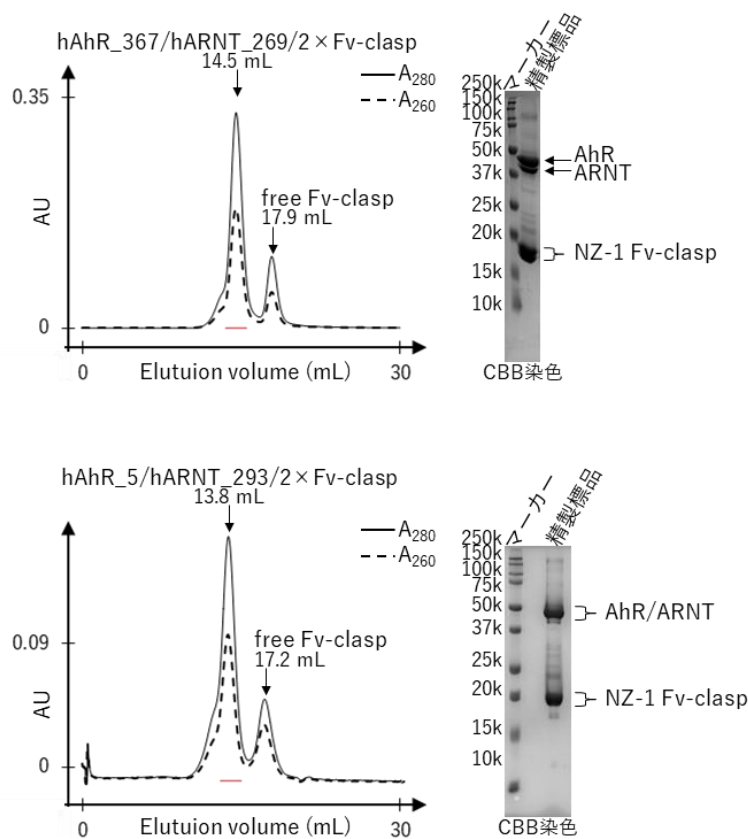 hAhR_367/hARNT_269/2×Fv-clasp
14.5 mL
A280
A260
0.35
AU
free Fv-clasp
17.9 mL
0
0
Elutuion volume (mL)
30
マーカー
精製標品
250k
150k
100k
75k
50k
37k
25k
20k
15k
10k
AhR
ARNT
NZ-1 Fv-clasp
CBB染色
hAhR_5/hARNT_293/2×Fv-clasp
13.8 mL
A280
A260
0.09
AU
free Fv-clasp
17.2 mL
0
0
Elutuion volume (mL)
30
マーカー
精製標品
250k
150k
100k
75k
50k
37k
25k
20k
15k
10k
AhR/ARNT
NZ-1 Fv-clasp
CBB染色